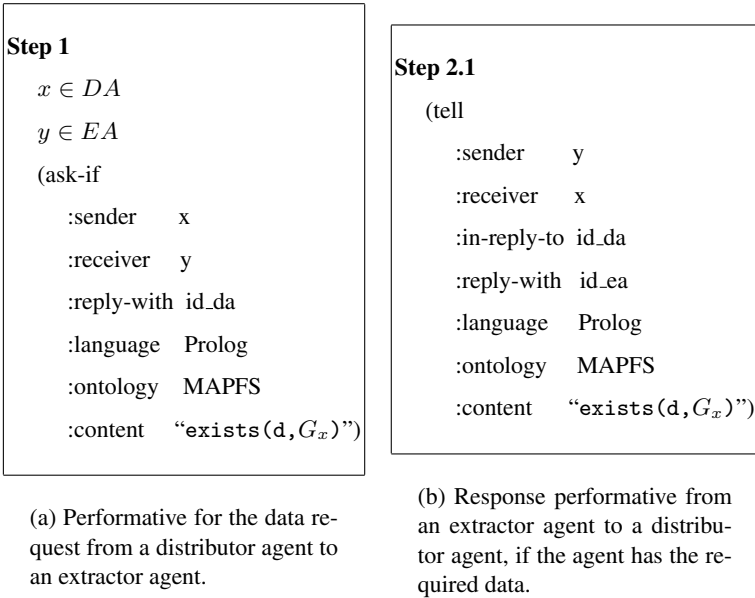 Step 1
x ∈ DA
y ∈ EA
(ask-if
:sender x
:receiver y
:reply-with id_da
:language Prolog
:ontology MAPFS
:content “exists(d,Gₓ)”)
(a) Performative for the data re-
quest from a distributor agent to
an extractor agent.
Step 2.1
(tell
:sender y
:receiver x
:in-reply-to id_da
:reply-with id_ea
:language Prolog
:ontology MAPFS
:content “exists(d,Gₓ)”)
(b) Response performative from
an extractor agent to a distribu-
tor agent, if the agent has the re-
quired data.